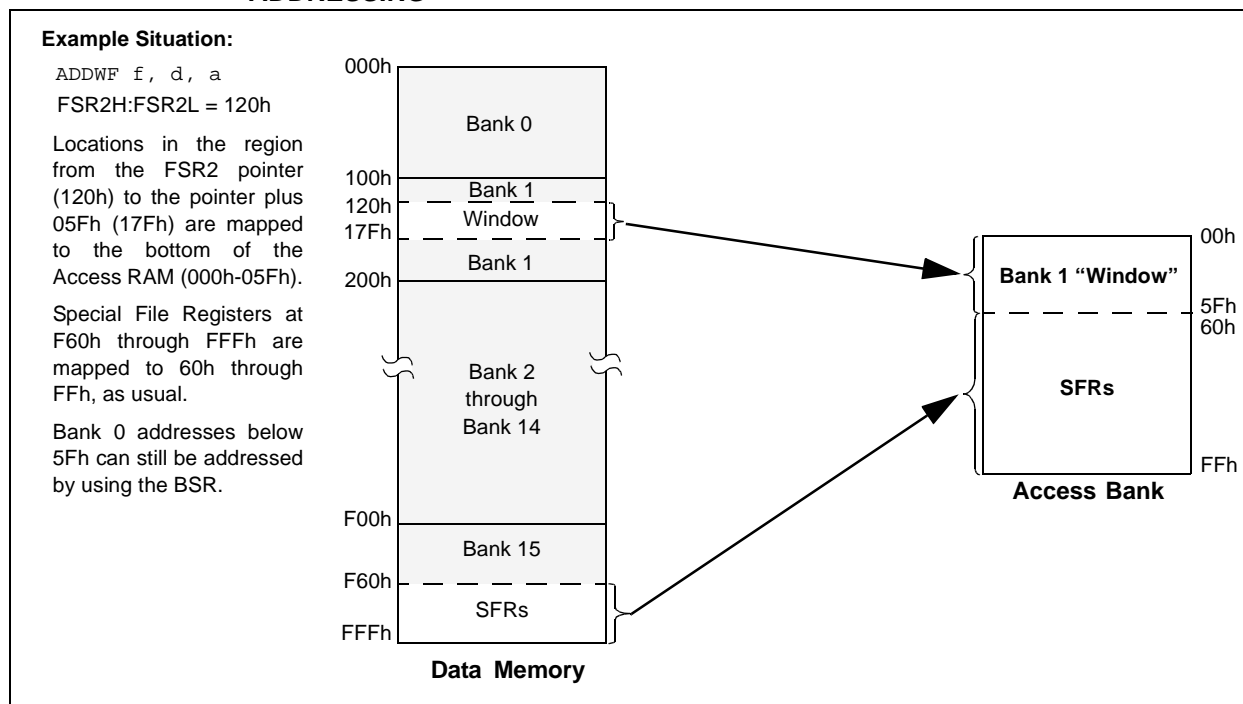 ADDRESSING
Example Situation:
ADDWF f, d, a
FSR2H:FSR2L = 120h
Locations in the region
from the FSR2 pointer
(120h) to the pointer plus
05Fh (17Fh) are mapped
to the bottom of the
Access RAM (000h-05Fh).
Special File Registers at
F60h through FFFh are
mapped to 60h through
FFh, as usual.
Bank 0 addresses below
5Fh can still be addressed
by using the BSR.
000h
Bank 0
100h
Bank 1
120h
Window
17Fh
Bank 1
200h
Bank 2
through
Bank 14
F00h
Bank 15
F60h
SFRs
FFFh
Data Memory
00h
Bank 1 “Window”
5Fh
60h
SFRs
FFh
Access Bank